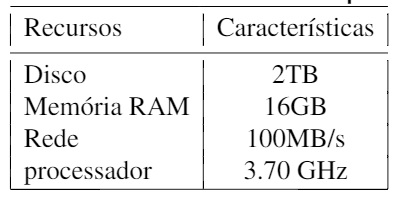 Recursos Características
Disco 2TB
Memória RAM 16GB
Rede 100MB/s
processador 3.70 GHz